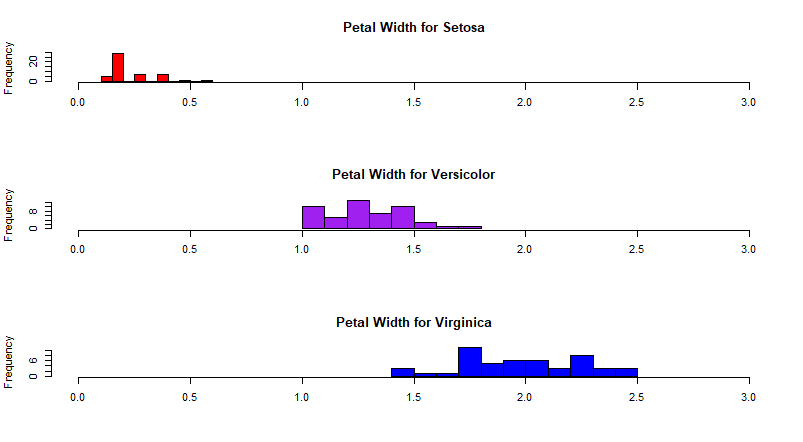 Petal Width for Setosa
Frequency
0 20
0.0 0.5 1.0 1.5 2.0 2.5 3.0
Petal Width for Versicolor
Frequency
0 8
0.0 0.5 1.0 1.5 2.0 2.5 3.0
Petal Width for Virginica
Frequency
0 6
0.0 0.5 1.0 1.5 2.0 2.5 3.0